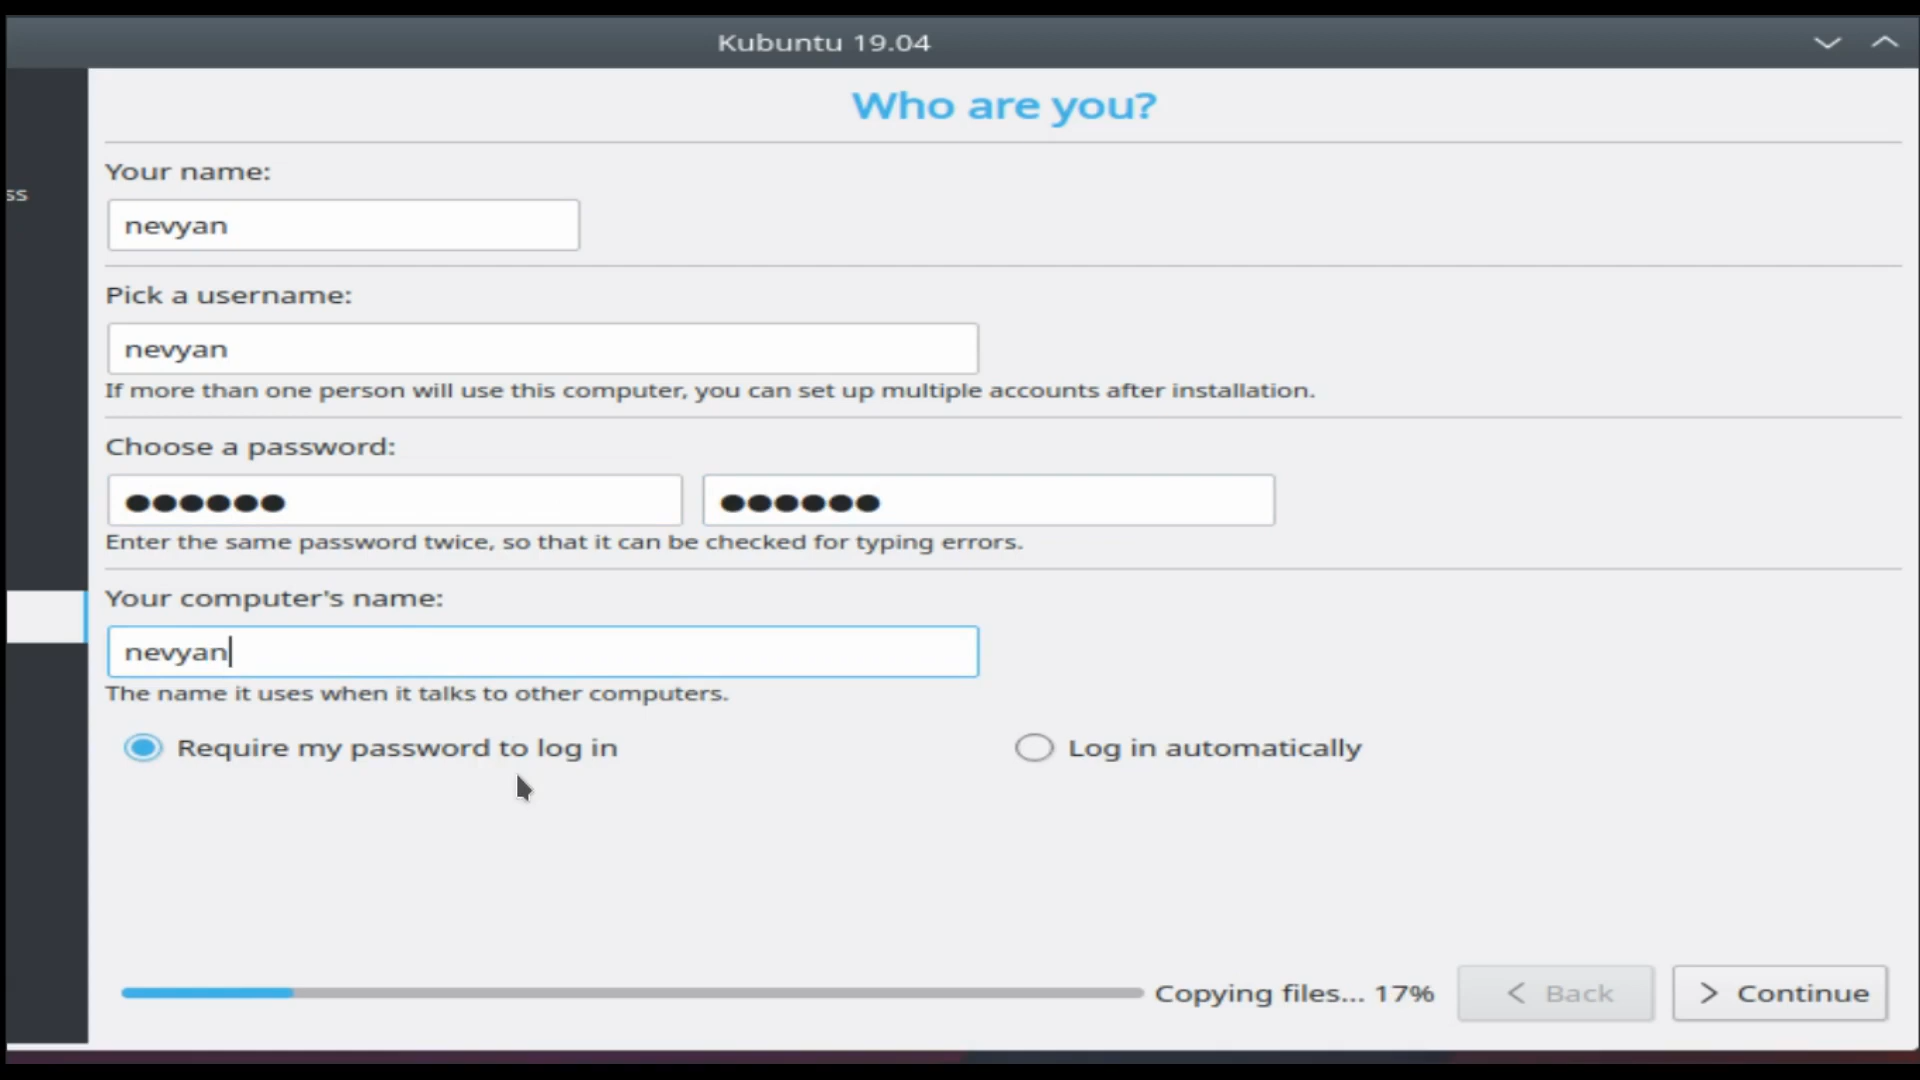 Kubuntu 19.04
Who are you?
ss
Your name:
nevyan
Pick a username:
nevyan
If more than one person will use this computer, you can set up multiple accounts after installation.
Choose a password:
●●●●●● ●●●●●●
Enter the same password twice, so that it can be checked for typing errors.
Your computer's name:
nevyan
The name it uses when it talks to other computers.
Require my password to log in Log in automatically
Copying files... 17% < Back > Continue